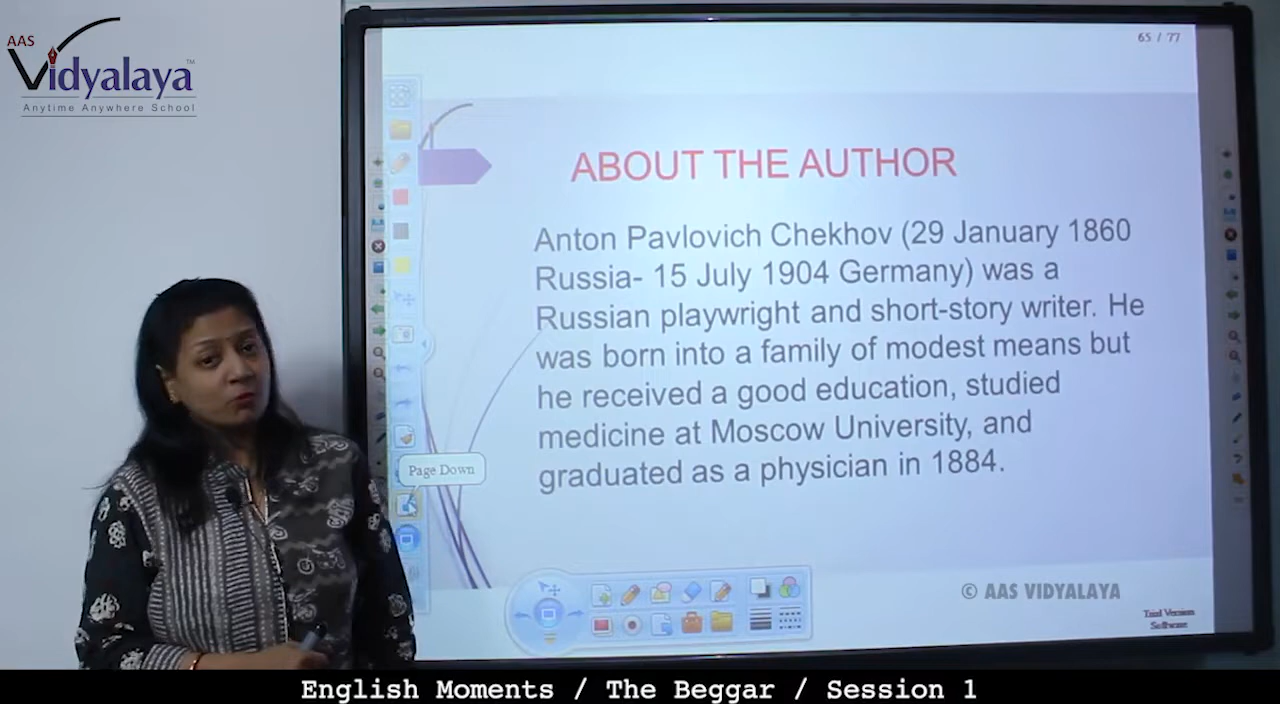 AAS
Vidyalaya™
Anytime Anywhere School
65 / 77
ABOUT THE AUTHOR
Anton Pavlovich Chekhov (29 January 1860
Russia- 15 July 1904 Germany) was a
Russian playwright and short-story writer. He
was born into a family of modest means but
he received a good education, studied
medicine at Moscow University, and
graduated as a physician in 1884.
Page Down
© AAS VIDYALAYA
Trial Version
Software
English Moments / The Beggar / Session 1